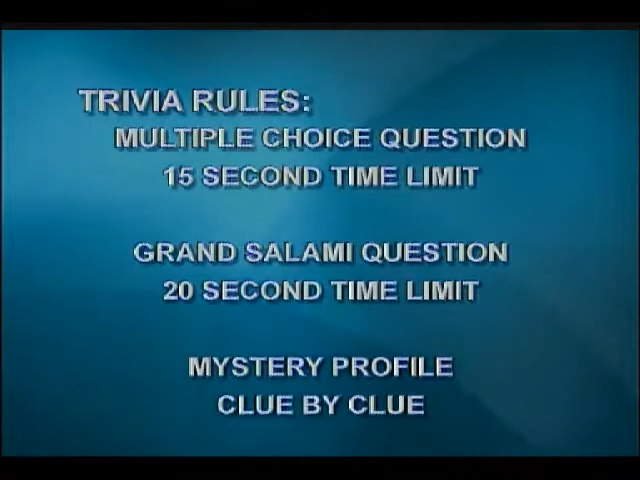 TRIVIA RULES:
MULTIPLE CHOICE QUESTION
15 SECOND TIME LIMIT
GRAND SALAMI QUESTION
20 SECOND TIME LIMIT
MYSTERY PROFILE
CLUE BY CLUE